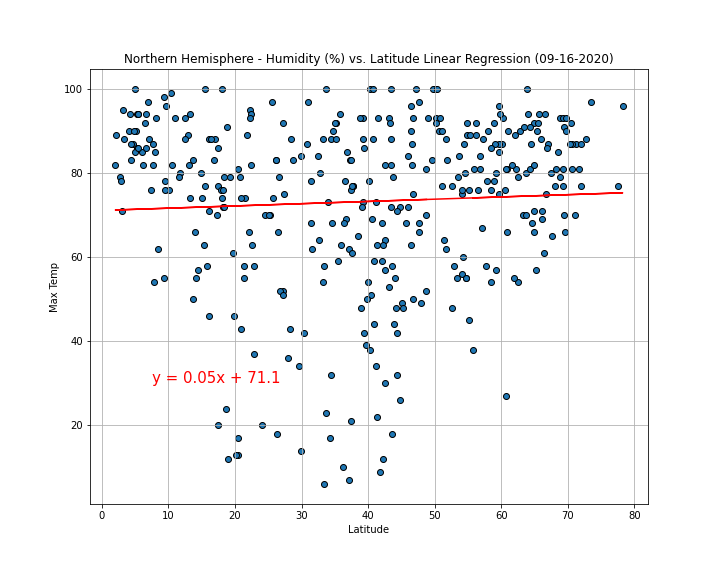 Northern Hemisphere - Humidity (%) vs. Latitude Linear Regression (09-16-2020)
100
80
60
40
20
Max Temp
y = 0.05x + 71.1
0 10 20 30 40 50 60 70 80
Latitude